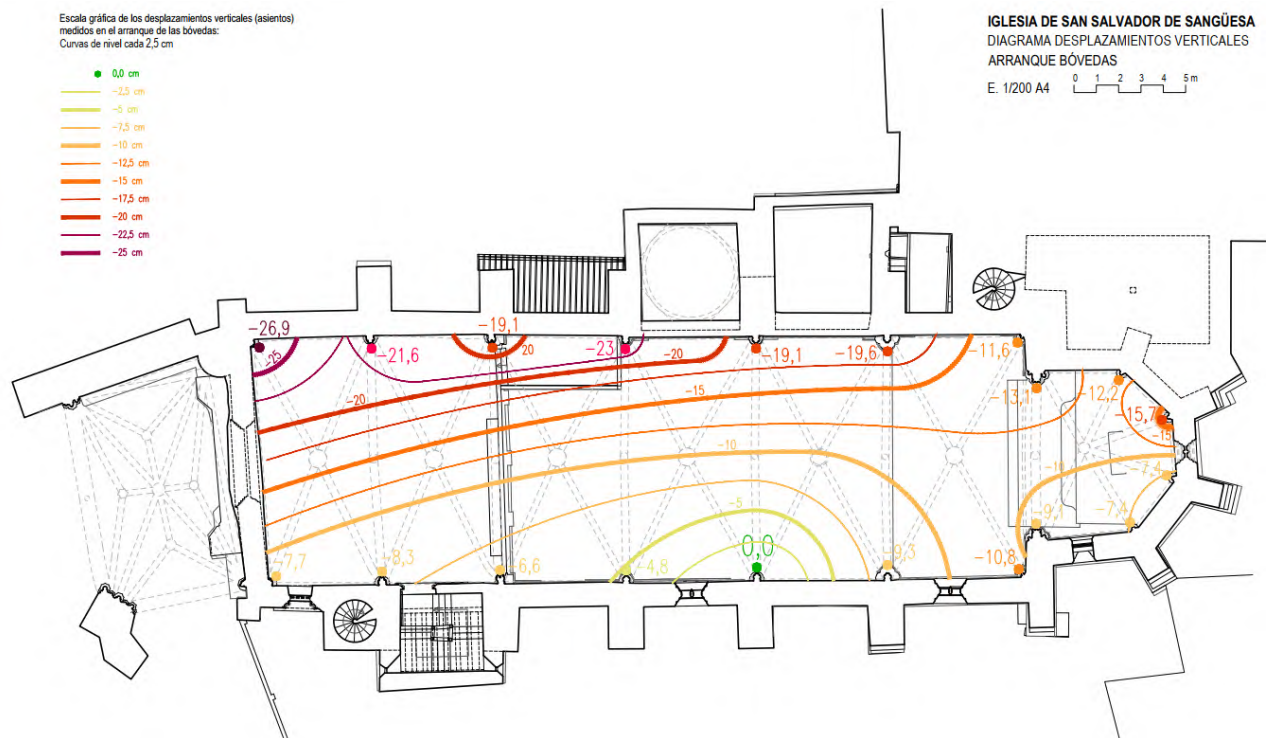 Escala gráfica de los desplazamientos verticales (asientos)
medidos en el arranque de las bóvedas:
Curvas de nivel cada 2,5 cm
0,0 cm
-2,5 cm
-5 cm
-7,5 cm
-10 cm
-12,5 cm
-15 cm
-17,5 cm
-20 cm
-22,5 cm
-25 cm
IGLESIA DE SAN SALVADOR DE SANGÜESA
DIAGRAMA DESPLAZAMIENTOS VERTICALES
ARRANQUE BÓVEDAS
E. 1/200 A4
0 1 2 3 4 5 m
-26,9
-25
-21,6
-19,1
20
-23
-20
-19,1
-19,6
-11,6
-13,1
-12,2
-15,7
-15
-20
-15
-10
-10
-7,4
-5
-9,1
-7,4
0,0
-7,7
-8,3
-6,6
-4,8
-9,3
-10,8